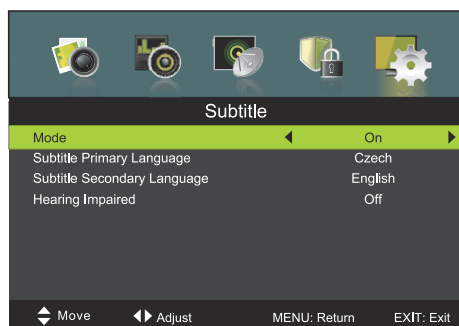 Subtitle
Mode On
Subtitle Primary Language Czech
Subtitle Secondary Language English
Hearing Impaired Off
Move Adjust MENU: Return EXIT: Exit